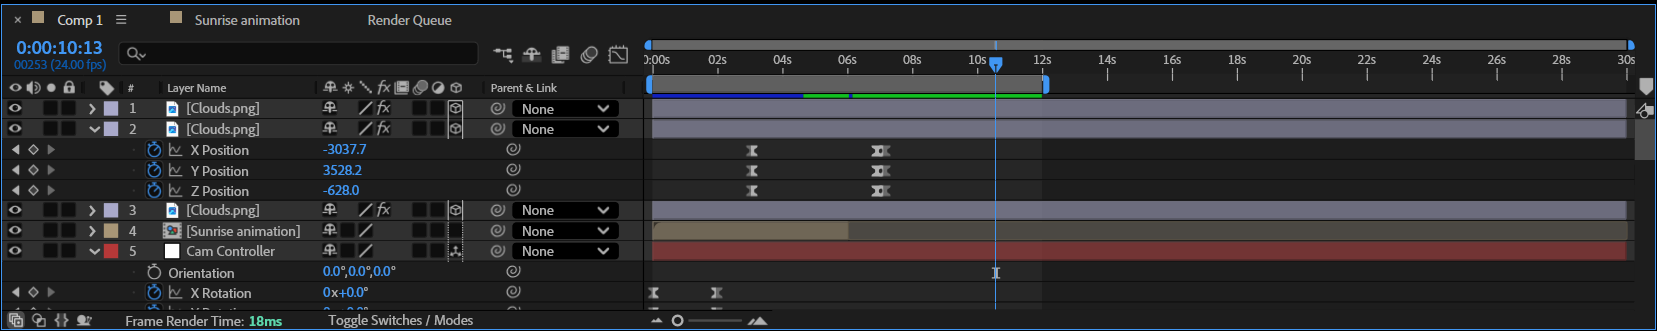 × Comp 1 Sunrise animation Render Queue
0:00:10:13
00253 (24.00 fps)
0:00s 02s 04s 06s 08s 10s 12s 14s 16s 18s 20s 22s 24s 26s 28s 30s
# Layer Name fx Parent & Link
1 [Clouds.png] fx None
2 [Clouds.png] fx None
X Position -3037.7
Y Position 3528.2
Z Position -628.0
3 [Clouds.png] fx None
4 [Sunrise animation] None
5 Cam Controller None
Orientation 0.0°,0.0°,0.0°
X Rotation 0x+0.0°
Frame Render Time: 18ms Toggle Switches / Modes